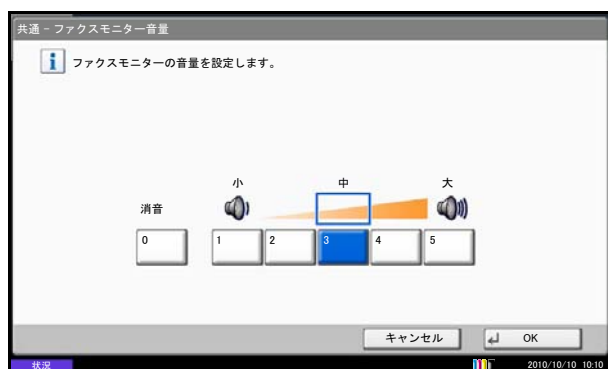 共通 - ファクスモニター音量
ファクスモニターの音量を設定します。
小 中 大
消音
0 1 2 3 4 5
キャンセル OK
状況 2010/10/10 10:10